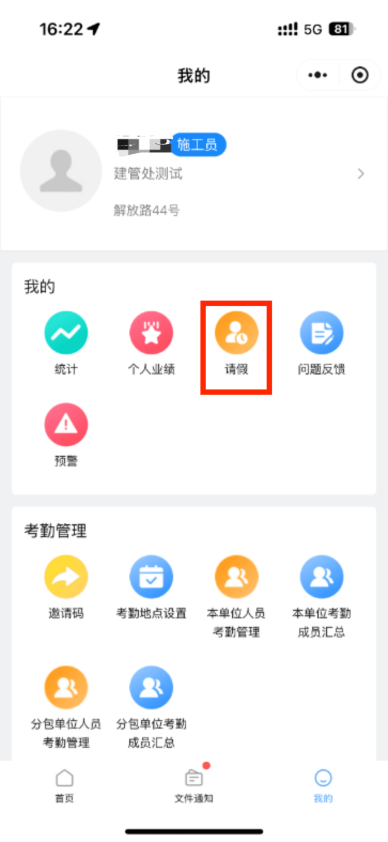 16:22
5G 81
我的
施工员
建管处测试
解放路44号
我的
统计 个人业绩 请假 问题反馈
预警
考勤管理
邀请码 考勤地点设置 本单位人员 本单位考勤
考勤管理 成员汇总
分包单位人员 分包单位考勤
考勤管理 成员汇总
首页 文件通知 我的